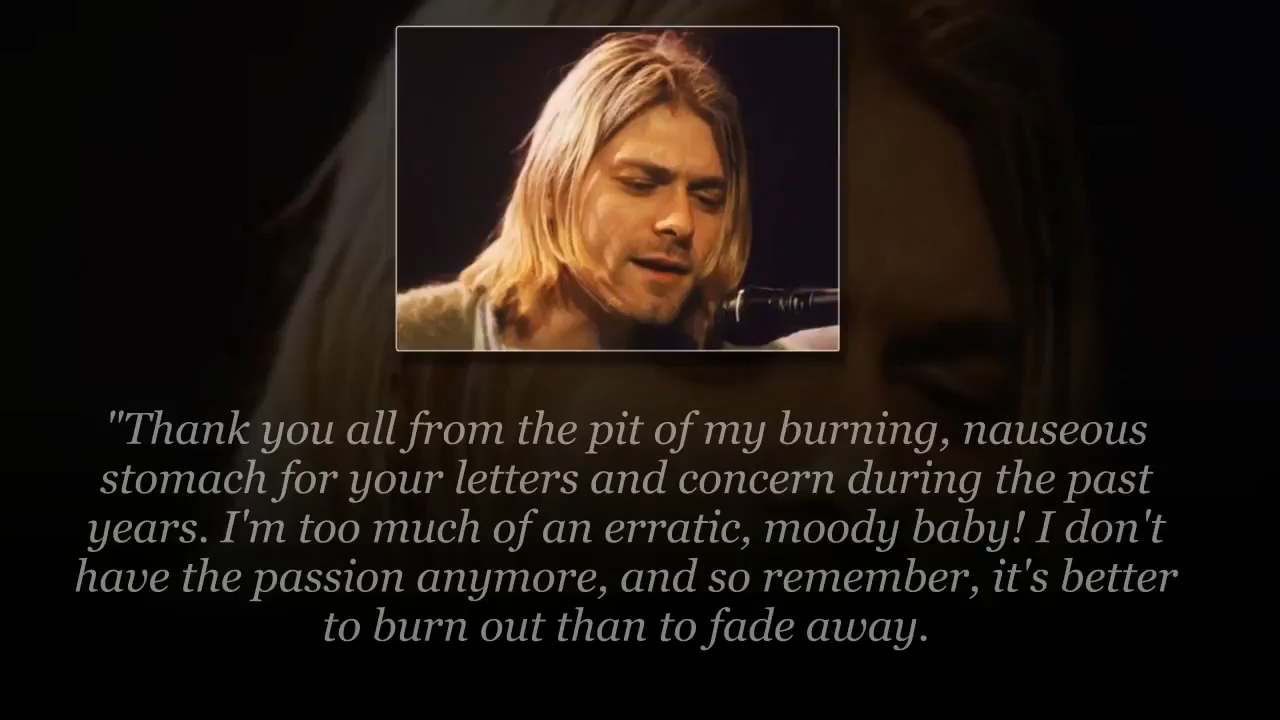 "Thank you all from the pit of my burning, nauseous
stomach for your letters and concern during the past
years. I'm too much of an erratic, moody baby! I don't
have the passion anymore, and so remember, it's better
to burn out than to fade away.